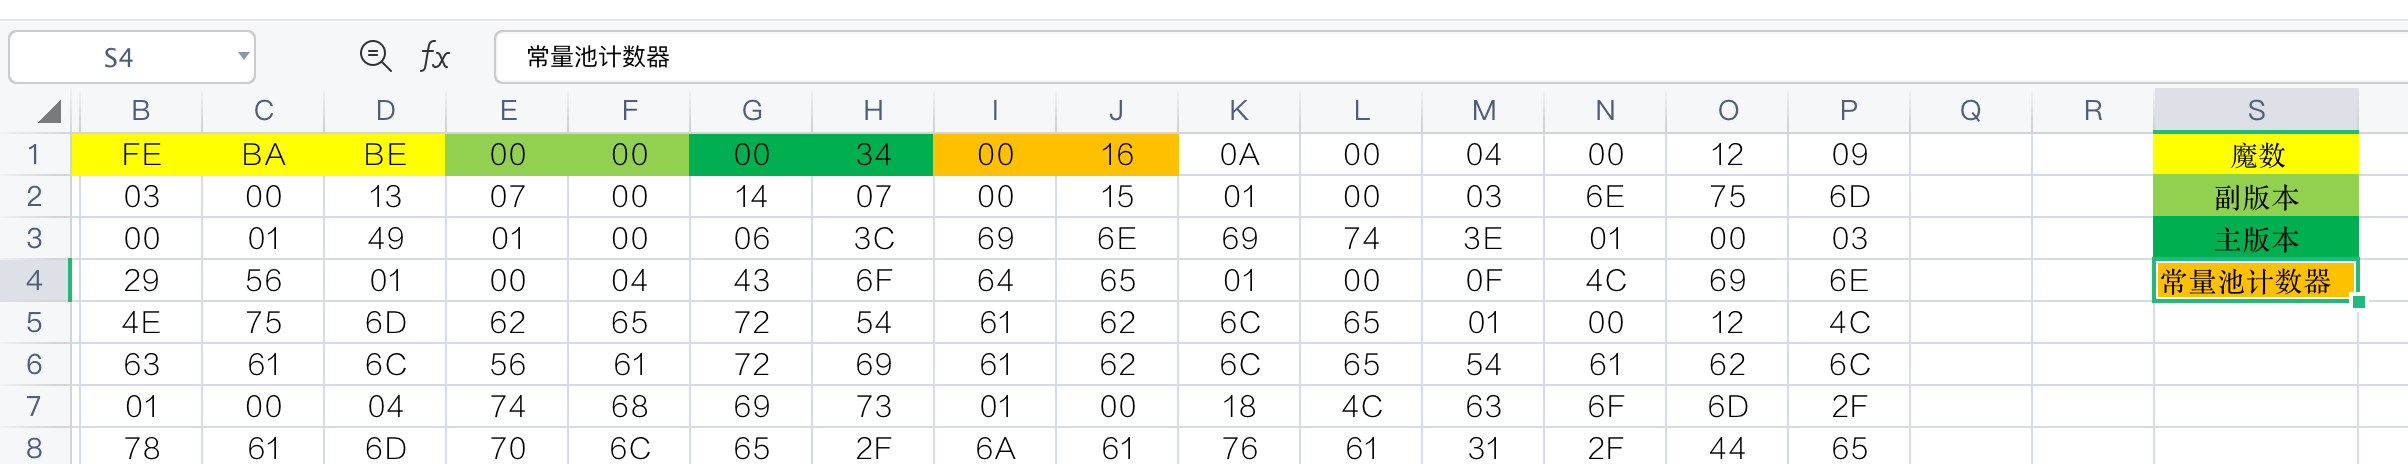 S4 fx 常量池计数器
B C D E F G H I J K L M N O P Q R S
1 FE BA BE 00 00 00 34 00 16 0A 00 04 00 12 09 魔数
2 03 00 13 07 00 14 07 00 15 01 00 03 6E 75 6D 副版本
3 00 01 49 01 00 06 3C 69 6E 69 74 3E 01 00 03 主版本
4 29 56 01 00 04 43 6F 64 65 01 00 0F 4C 69 6E 常量池计数器
5 4E 75 6D 62 65 72 54 61 62 6C 65 01 00 12 4C
6 63 61 6C 56 61 72 69 61 62 6C 65 54 61 62 6C
7 01 00 04 74 68 69 73 01 00 18 4C 63 6F 6D 2F
8 78 61 6D 70 6C 65 2F 6A 61 76 61 31 2F 44 65